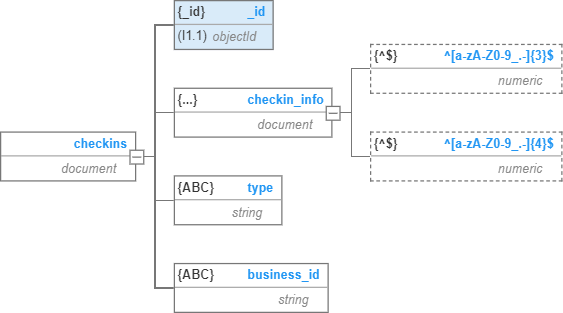 {_id} _id
(I1.1) objectId
{...} checkin_info
document
{^$} ^[a-zA-Z0-9_.-]{3}$
numeric
{^$} ^[a-zA-Z0-9_.-]{4}$
numeric
checkins
document
{ABC} type
string
{ABC} business_id
string